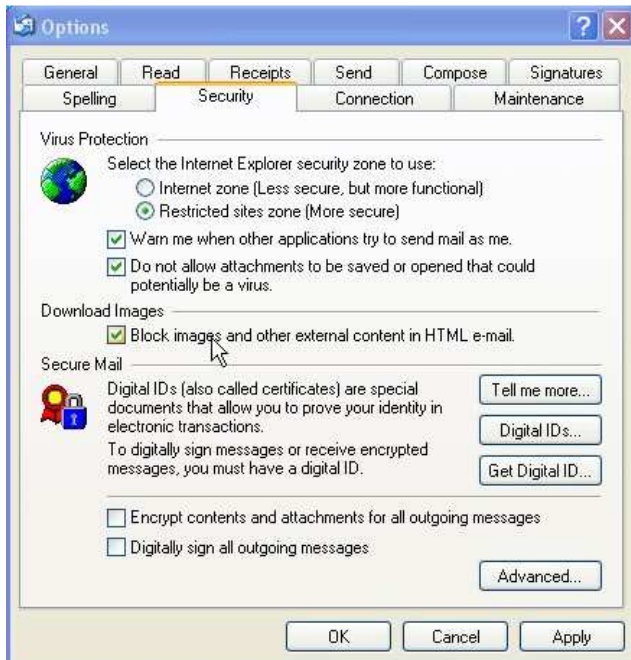 Options
General Read Receipts Send Compose Signatures
Spelling Security Connection Maintenance
Virus Protection
Select the Internet Explorer security zone to use:
Internet zone (Less secure, but more functional)
Restricted sites zone (More secure)
Warn me when other applications try to send mail as me.
Do not allow attachments to be saved or opened that could
potentially be a virus.
Download Images
Block images and other external content in HTML e-mail.
Secure Mail
Digital IDs (also called certificates) are special
documents that allow you to prove your identity in
electronic transactions.
Tell me more...
Digital IDs...
To digitally sign messages or receive encrypted
messages, you must have a digital ID.
Get Digital ID...
Encrypt contents and attachments for all outgoing messages
Digitally sign all outgoing messages
Advanced...
OK Cancel Apply